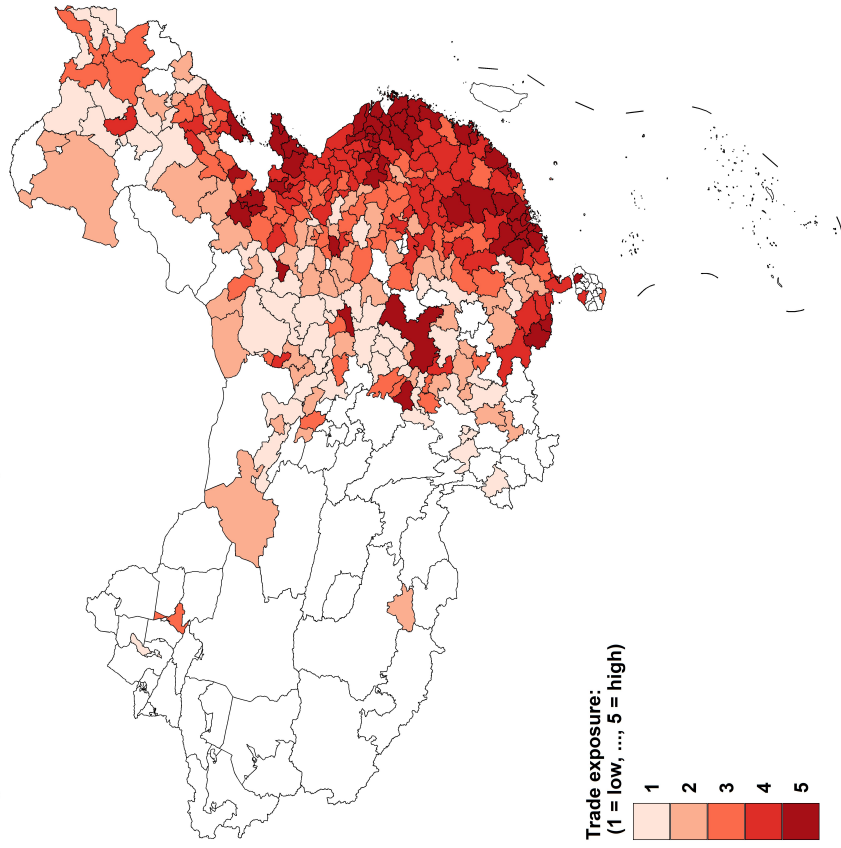 Trade exposure:
(1 = low, ..., 5 = high)
1
2
3
4
5